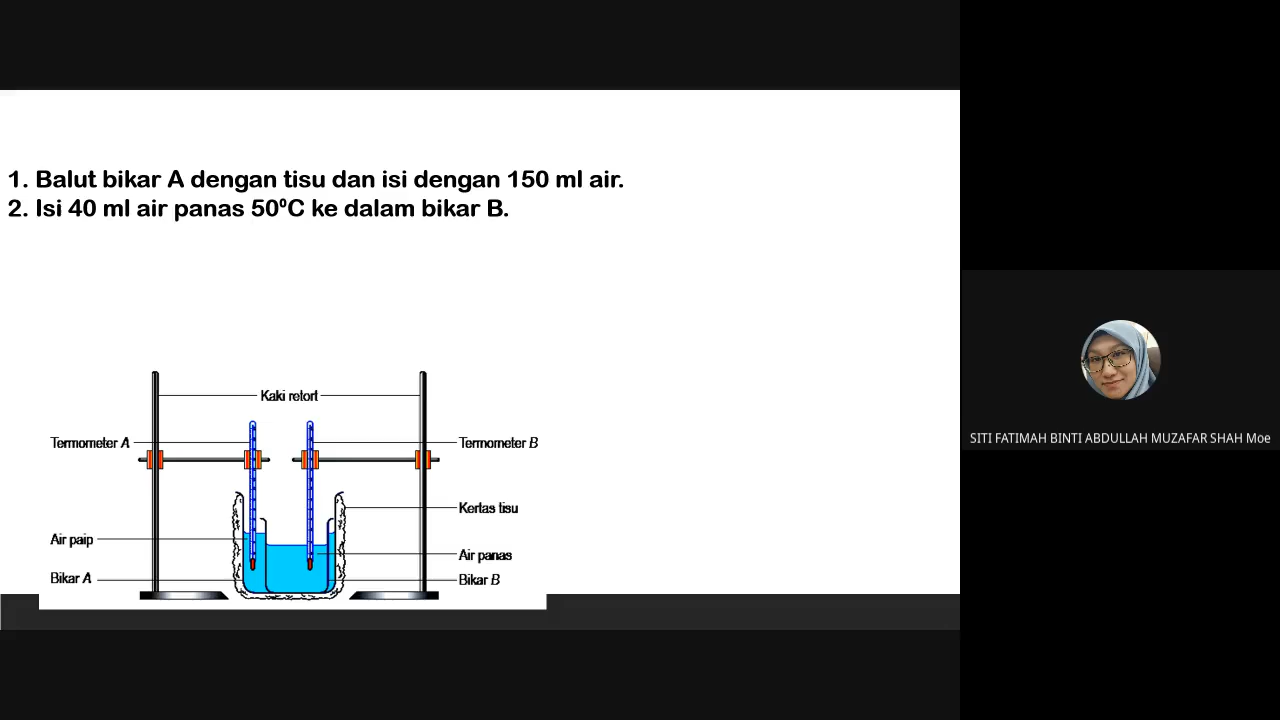 1. Balut bikar A dengan tisu dan isi dengan 150 ml air.
2. Isi 40 ml air panas 50⁰C ke dalam bikar B.
Kaki retort
Termometer A
Termometer B
Kertas tisu
Air paip
Air panas
Bikar A
Bikar B
SITI FATIMAH BINTI ABDULLAH MUZAFAR SHAH Moe